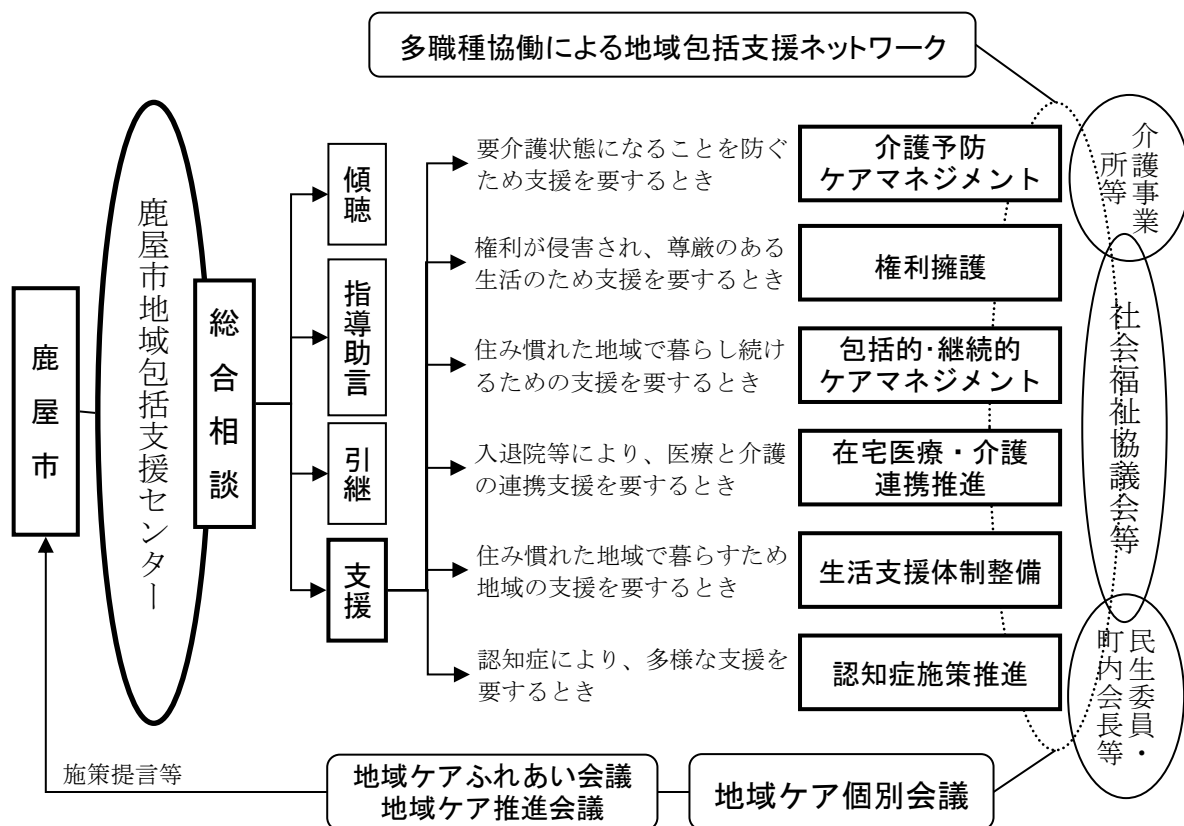 多職種協働による地域包括支援ネットワーク
鹿屋市
鹿屋市地域包括支援センター
総合相談
傾聴
指導助言
引継
支援
要介護状態になることを防ぐ
ため支援を要するとき
介護予防
ケアマネジメント
権利が侵害され、尊厳のある
生活のため支援を要するとき
権利擁護
住み慣れた地域で暮らし続け
るための支援を要するとき
包括的・継続的
ケアマネジメント
入退院等により、医療と介護
の連携支援を要するとき
在宅医療・介護
連携推進
住み慣れた地域で暮らすため
地域の支援を要するとき
生活支援体制整備
認知症により、多様な支援を
要するとき
認知症施策推進
介護事業
所等
社会福祉協議会等
民生委員・
町内会長等
施策提言等
地域ケアふれあい会議
地域ケア推進会議
地域ケア個別会議